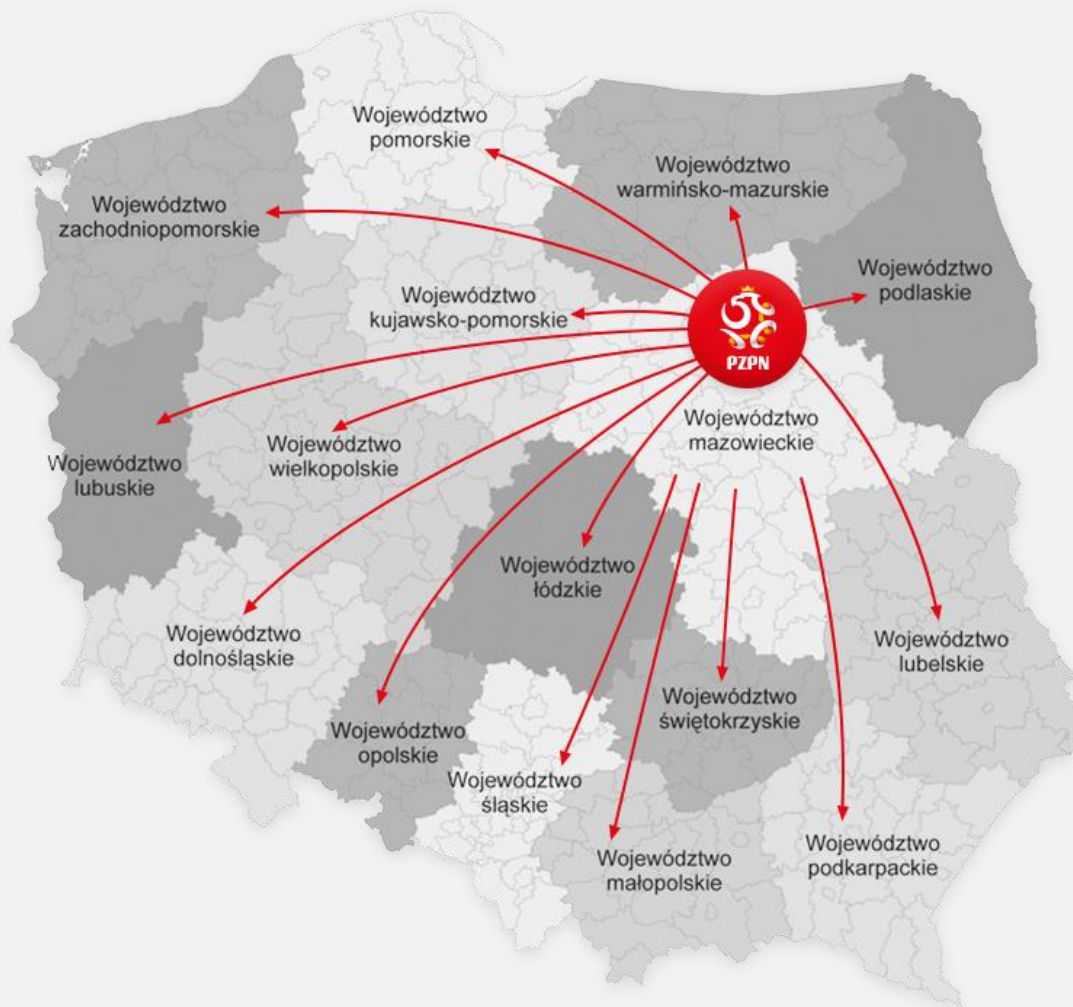 Województwo
pomorskie
Województwo
warmińsko-mazurskie
Województwo
zachodniopomorskie
Województwo
podlaskie
Województwo
kujawsko-pomorskie
PZPN
Województwo
mazowieckie
Województwo
wielkopolskie
Województwo
lubuskie
Województwo
łódzkie
Województwo
dolnośląskie
Województwo
lubelskie
Województwo
świętokrzyskie
Województwo
opolskie
Województwo
śląskie
Województwo
podkarpackie
Województwo
małopolskie